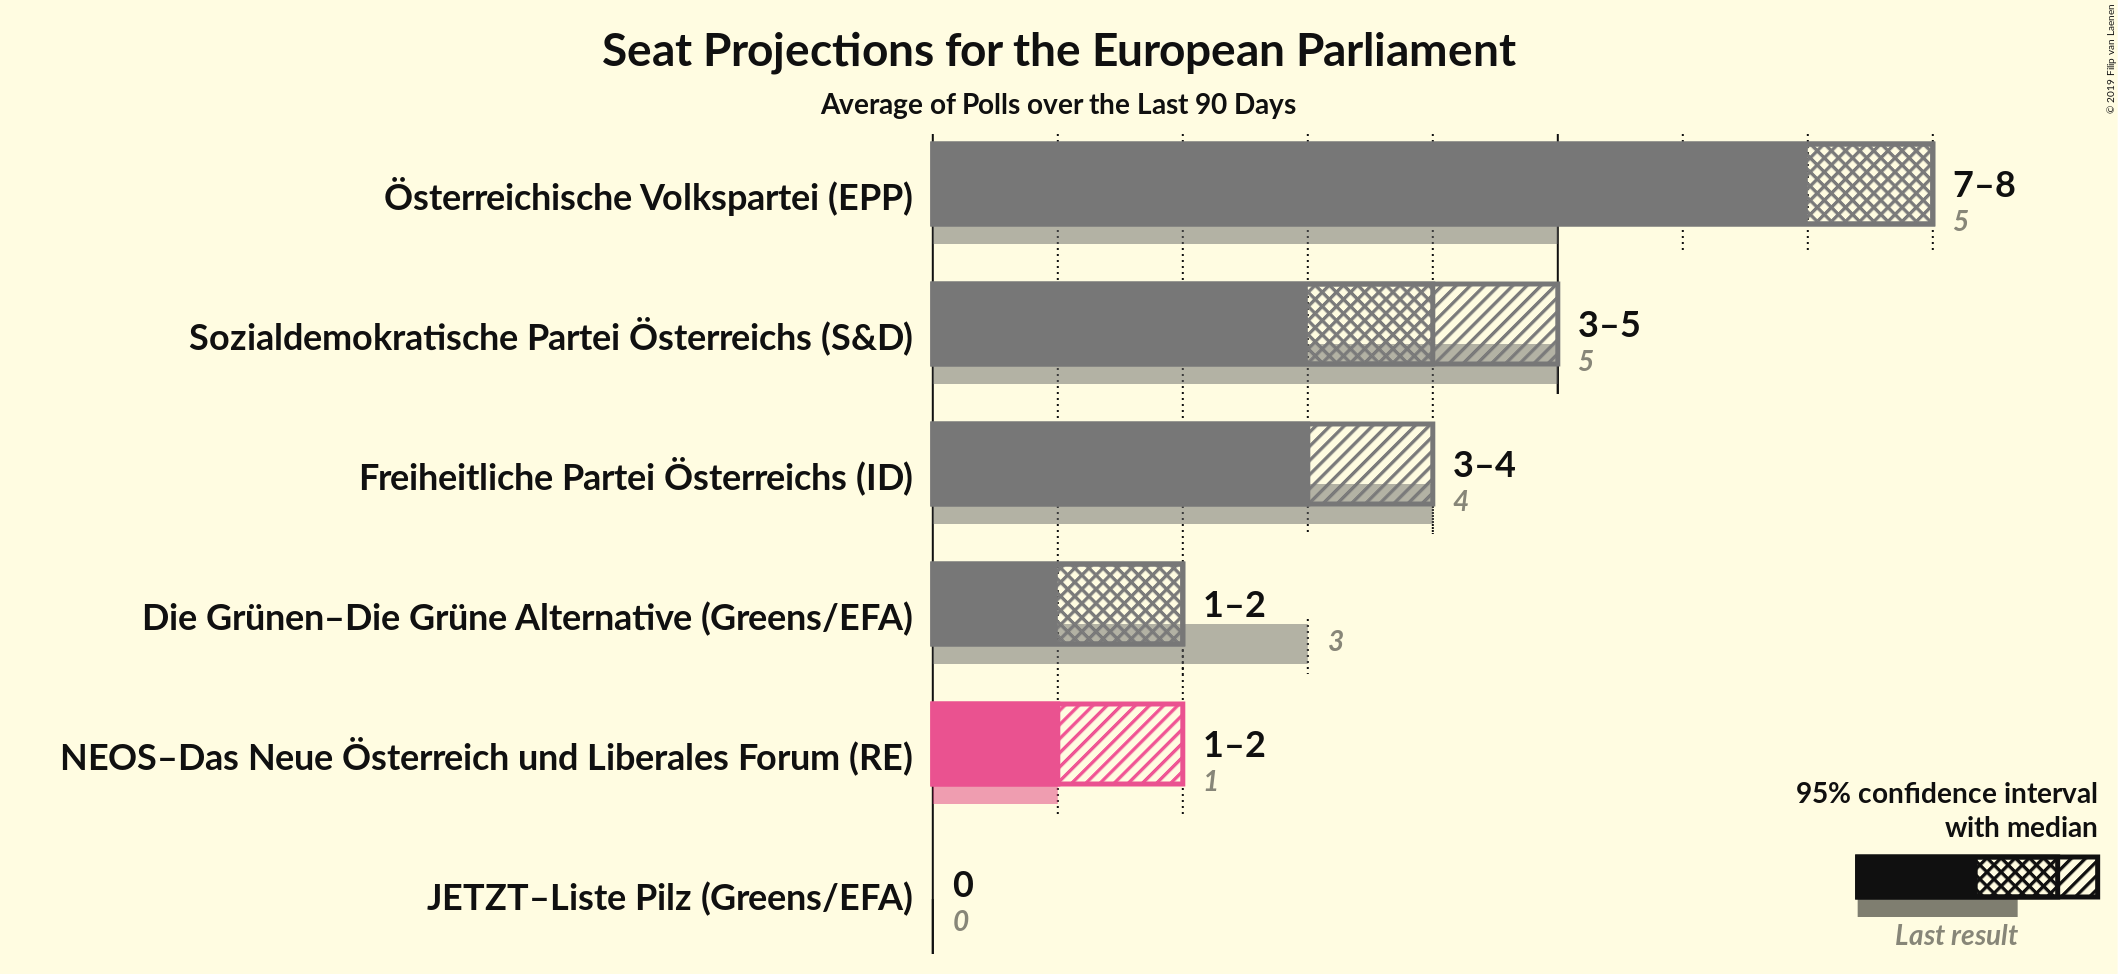 Seat Projections for the European Parliament
Average of Polls over the Last 90 Days
© 2019 Filip van Laenen
Österreichische Volkspartei (EPP)
7–8
5
Sozialdemokratische Partei Österreichs (S&D)
3–5
5
Freiheitliche Partei Österreichs (ID)
3–4
4
Die Grünen–Die Grüne Alternative (Greens/EFA)
1–2
3
NEOS–Das Neue Österreich und Liberales Forum (RE)
1–2
1
JETZT–Liste Pilz (Greens/EFA)
0
0
95% confidence interval
with median
Last result